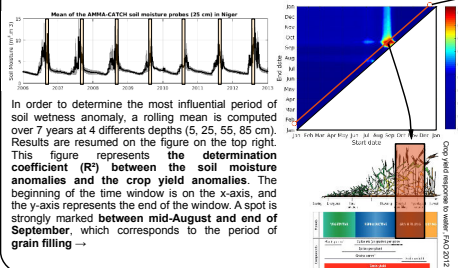 Mean of the AMMA-CATCH soil moisture probes (25 cm) in Niger
Soil Moisture (m³.m-3)
15
10
5
0
2006 2007 2008 2009 2010 2011 2012 2013
In order to determine the most influential period of
soil wetness anomaly, a rolling mean is computed
over 7 years at 4 differents depths (5, 25, 55, 85 cm).
Results are resumed on the figure on the top right.
This figure represents the determination
coefficient (R²) between the soil moisture
anomalies and the crop yield anomalies. The
beginning of the time window is on the x-axis, and
the y-axis represents the end of the window. A spot is
strongly marked between mid-August and end of
September, which corresponds to the period of
grain filling →
End date
Jan
Dec
Nov
Oct
Sep
Aug
Jul
Jun
May
Apr
Mar
Feb
Jan
Jan Feb Mar Apr May Jun Jul Aug Sep Oct Nov Dec Jan
Start date
Crop yield response to water. FAO 2012